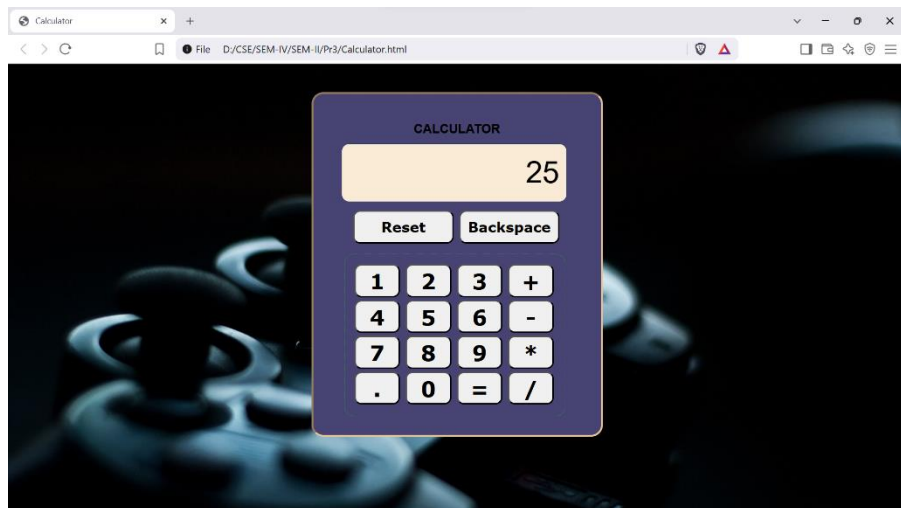 Calculator
File D:/CSE/SEM-IV/SEM-II/Pr3/Calculator.html
CALCULATOR
25
Reset Backspace
1 2 3 +
4 5 6 -
7 8 9 *
. 0 = /